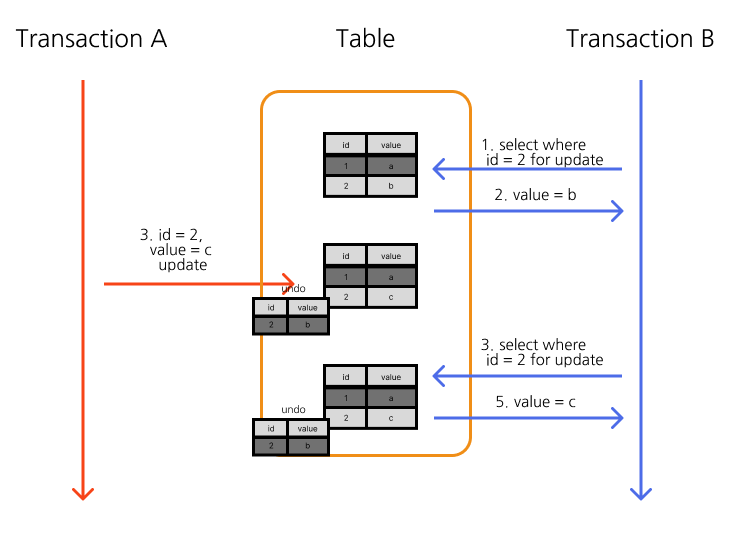 Transaction A
Table
Transaction B
id value
1 a
2 b
1. select where
id = 2 for update
2. value = b
3. id = 2,
value = c
update
id value
1 a
2 c
undo
id value
2 b
3. select where
id = 2 for update
5. value = c
id value
1 a
2 c
undo
id value
2 b